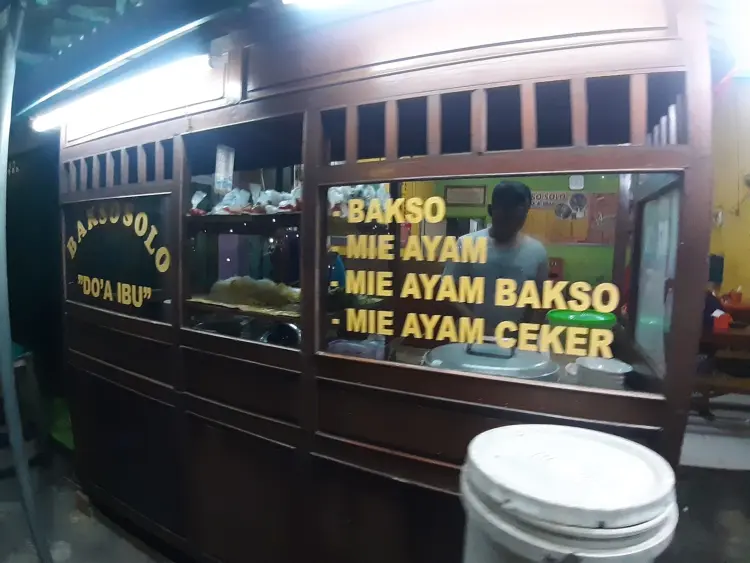 BAKSO SOLO
"DO'A IBU"
- BAKSO
- MIE AYAM
- MIE AYAM BAKSO
- MIE AYAM CEKER